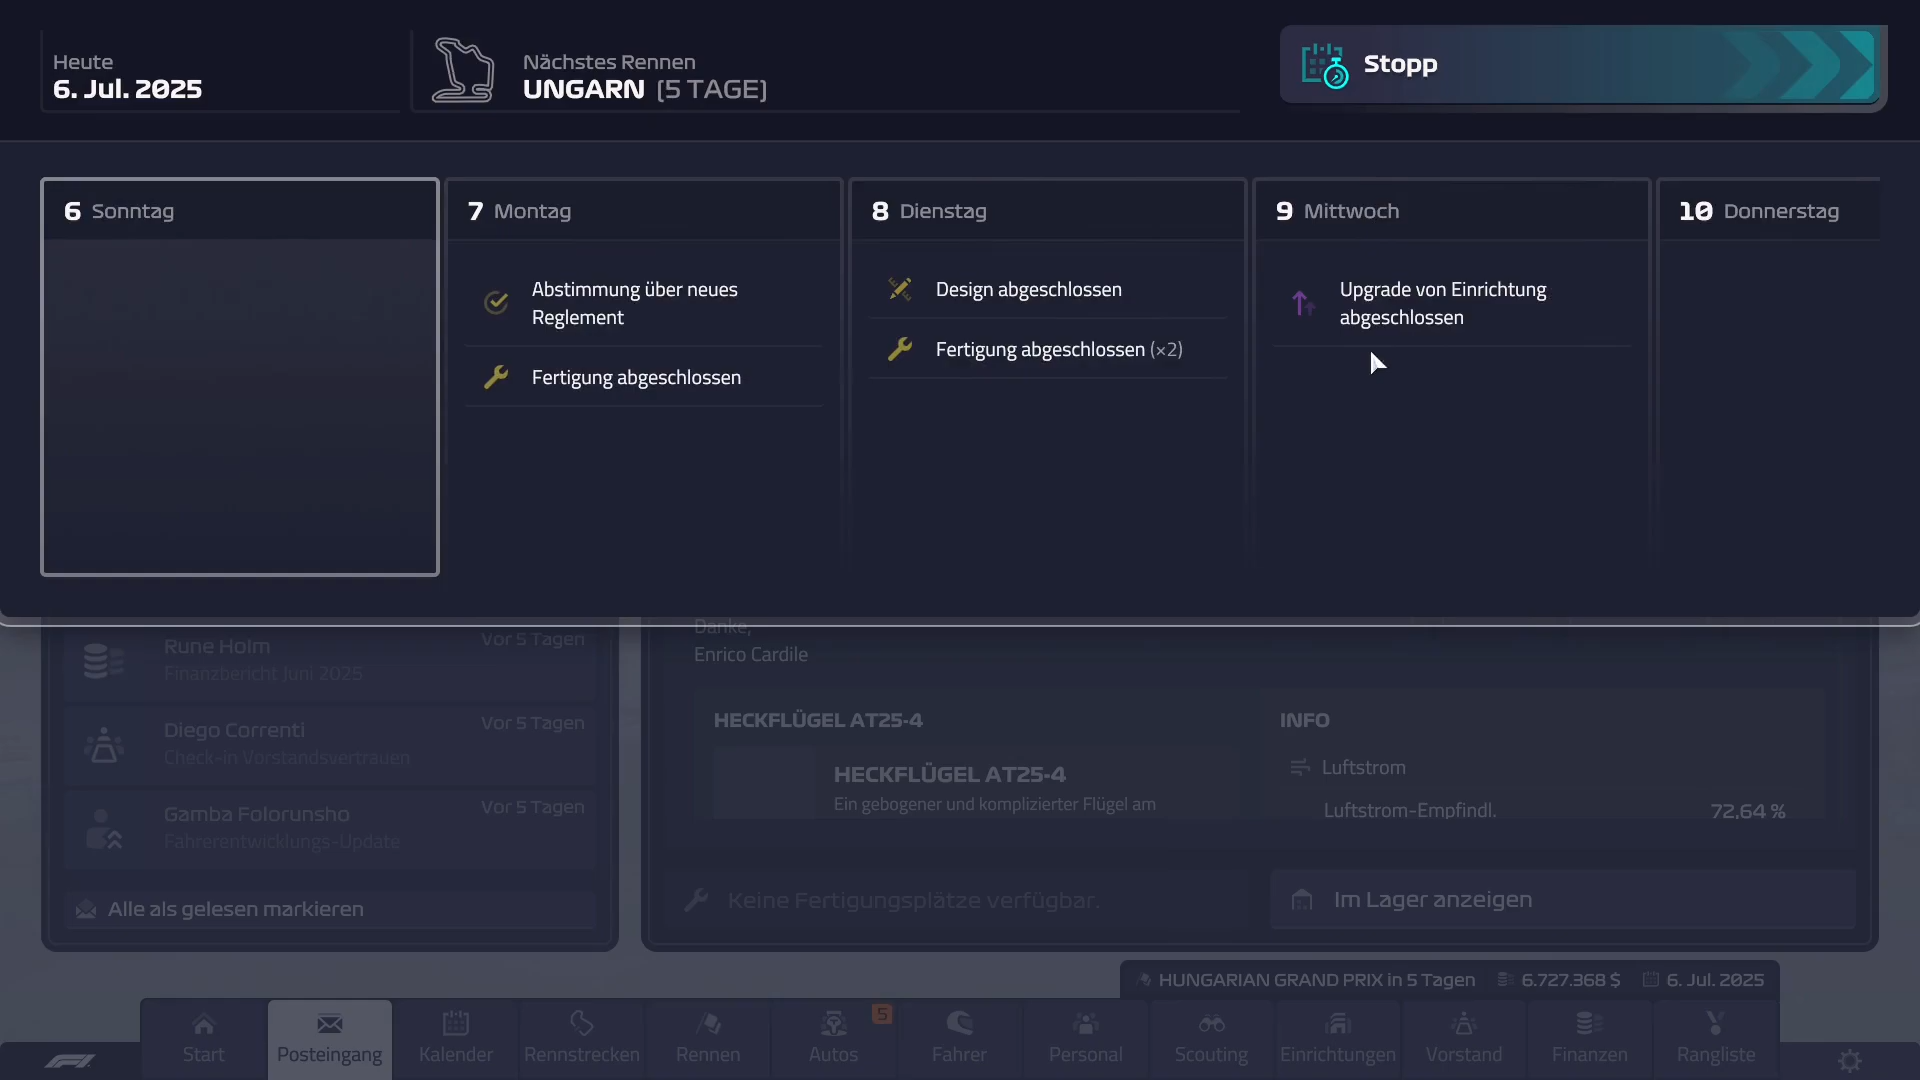 Heute
6. Jul. 2025
Nächstes Rennen
UNGARN [5 TAGE]
Stopp
6 Sonntag
7 Montag
8 Dienstag
9 Mittwoch
10 Donnerstag
Abstimmung über neues
Reglement
Fertigung abgeschlossen
Design abgeschlossen
Fertigung abgeschlossen (×2)
Upgrade von Einrichtung
abgeschlossen
Rune Holm
Vor 5 Tagen
Finanzbericht Juni 2025
Diego Correnti
Vor 5 Tagen
Check-in Vorstandsvertrauen
Gamba Folorunsho
Vor 5 Tagen
Fahrerentwicklungs-Update
Alle als gelesen markieren
Danke,
Enrico Cardile
HECKFLÜGEL AT25-4
HECKFLÜGEL AT25-4
Ein gebogener und komplizierter Flügel am
INFO
Luftstrom
Luftstrom-Empfindl. 72,64 %
Keine Fertigungsplätze verfügbar.
Im Lager anzeigen
HUNGARIAN GRAND PRIX in 5 Tagen
6.727.368 $
6. Jul. 2025
Start
Posteingang
Kalender
Rennstrecken
Rennen
5
Autos
Fahrer
Personal
Scouting
Einrichtungen
Vorstand
Finanzen
Rangliste